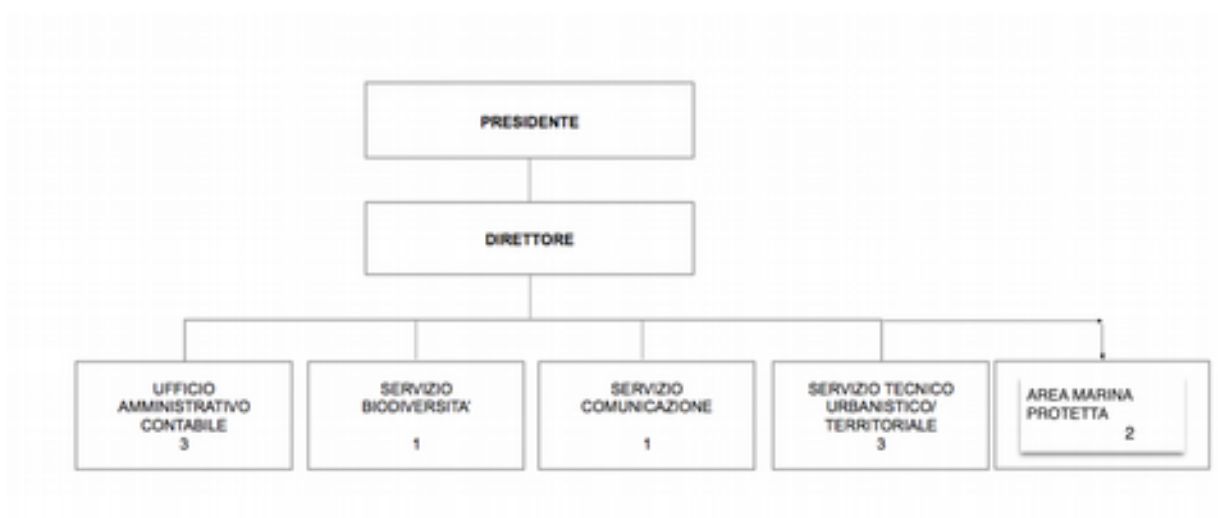 PRESIDENTE
DIRETTORE
UFFICIO
AMMINISTRATIVO
CONTABILE
3
SERVIZIO
BIODIVERSITA'
1
SERVIZIO
COMUNICAZIONE
1
SERVIZIO TECNICO
URBANISTICO/
TERRITORIALE
3
AREA MARINA
PROTETTA
2